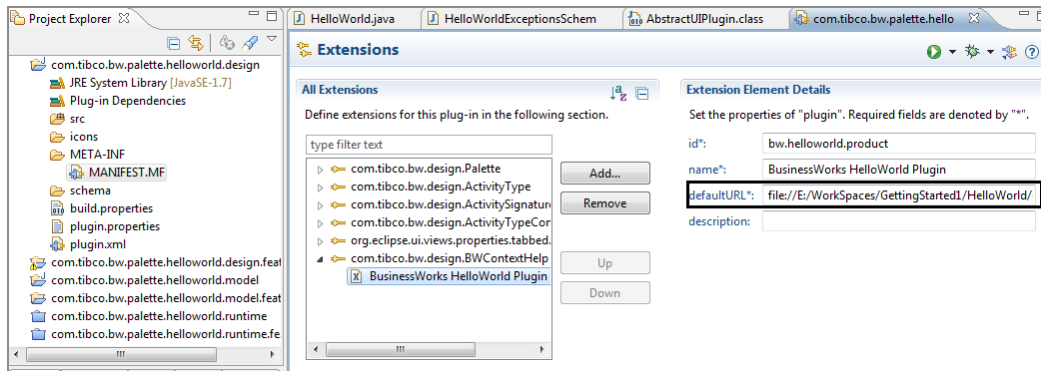 Project Explorer
com.tibco.bw.palette.helloworld.design
JRE System Library [JavaSE-1.7]
Plug-in Dependencies
src
icons
META-INF
MANIFEST.MF
schema
build.properties
plugin.properties
plugin.xml
com.tibco.bw.palette.helloworld.design.feat
com.tibco.bw.palette.helloworld.model
com.tibco.bw.palette.helloworld.model.feat
com.tibco.bw.palette.helloworld.runtime
com.tibco.bw.palette.helloworld.runtime.fe
HelloWorld.java HelloWorldExceptionsSchem AbstractUIPlugin.class com.tibco.bw.palette.hello
Extensions
All Extensions
Define extensions for this plug-in in the following section.
type filter text
com.tibco.bw.design.Palette
com.tibco.bw.design.ActivityType
com.tibco.bw.design.ActivitySignatur
com.tibco.bw.design.ActivityTypeCor
org.eclipse.ui.views.properties.tabbed.
com.tibco.bw.design.BWContextHelp
BusinessWorks HelloWorld Plugin
Add...
Remove
Up
Down
Extension Element Details
Set the properties of "plugin". Required fields are denoted by "*".
id*: bw.helloworld.product
name*: BusinessWorks HelloWorld Plugin
defaultURL*: file://E:/WorkSpaces/GettingStarted1/HelloWorld/
description: